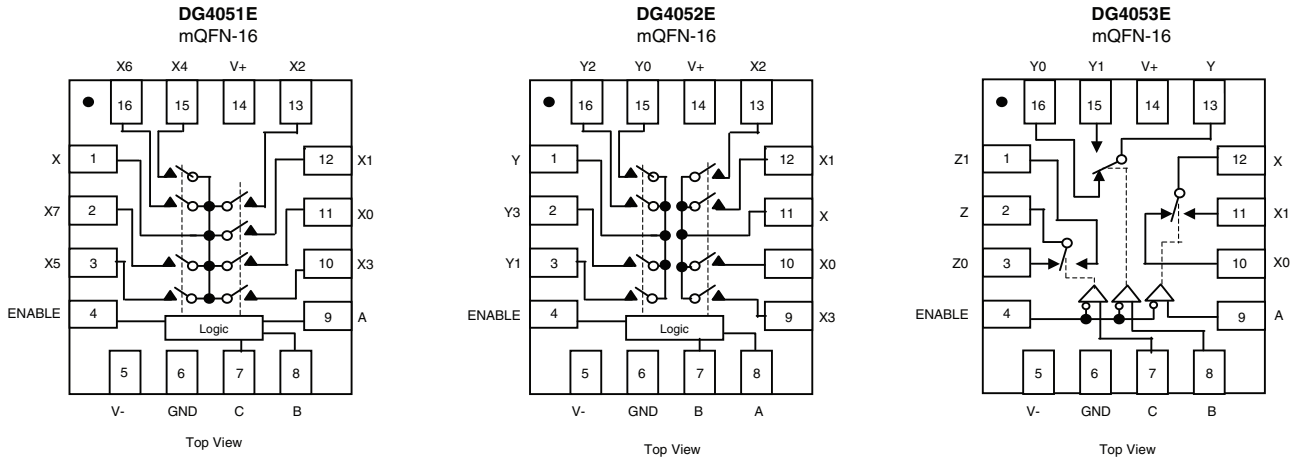 DG4051E
mQFN-16
X6 X4 V+ X2
16 15 14 13
X 1 12 X1
X7 2 11 X0
X5 3 10 X3
ENABLE 4 Logic 9 A
5 6 7 8
V- GND C B
Top View
DG4052E
mQFN-16
Y2 Y0 V+ X2
16 15 14 13
Y 1 12 X1
Y3 2 11 X
Y1 3 10 X0
ENABLE 4 Logic 9 X3
5 6 7 8
V- GND B A
Top View
DG4053E
mQFN-16
Y0 Y1 V+ Y
16 15 14 13
Z1 1 12 X
Z 2 11 X1
Z0 3 10 X0
ENABLE 4 9 A
5 6 7 8
V- GND C B
Top View